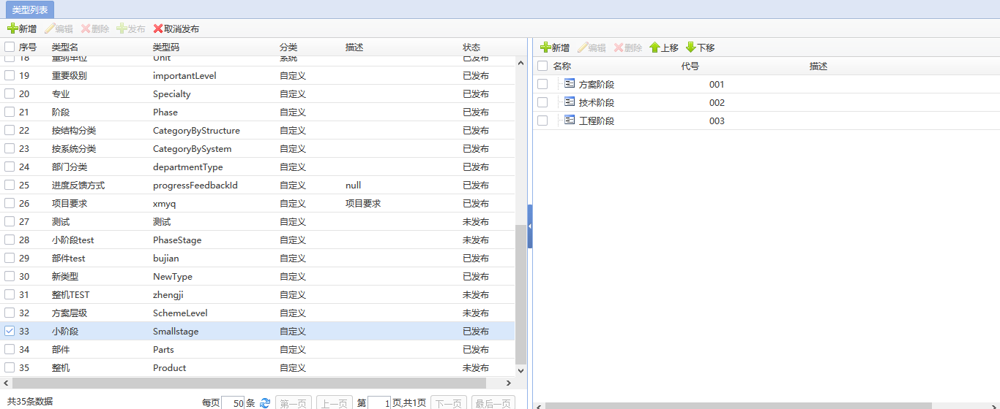 类型列表
新增 编辑 删除 发布 取消发布
序号 类型名 类型码 分类 描述 状态
18 重纲单位 Unit 系统 已发布
19 重要级别 importantLevel 自定义 已发布
20 专业 Specialty 自定义 已发布
21 阶段 Phase 自定义 已发布
22 按结构分类 CategoryByStructure 自定义 已发布
23 按系统分类 CategoryBySystem 自定义 已发布
24 部门分类 departmentType 自定义 已发布
25 进度反馈方式 progressFeedbackId 自定义 null 已发布
26 项目要求 xmyq 自定义 项目要求 已发布
27 测试 测试 自定义 未发布
28 小阶段test PhaseStage 自定义 未发布
29 部件test bujian 自定义 已发布
30 新类型 NewType 自定义 已发布
31 整机TEST zhengji 自定义 未发布
32 方案层级 SchemeLevel 自定义 未发布
33 小阶段 Smallstage 自定义 已发布
34 部件 Parts 自定义 已发布
35 整机 Product 自定义 未发布
共35条数据 每页 50 条 第一页 上一页 第 1 页,共1页 下一页 最后一页
新增 编辑 删除 上移 下移
名称 代号 描述
方案阶段 001
技术阶段 002
工程阶段 003